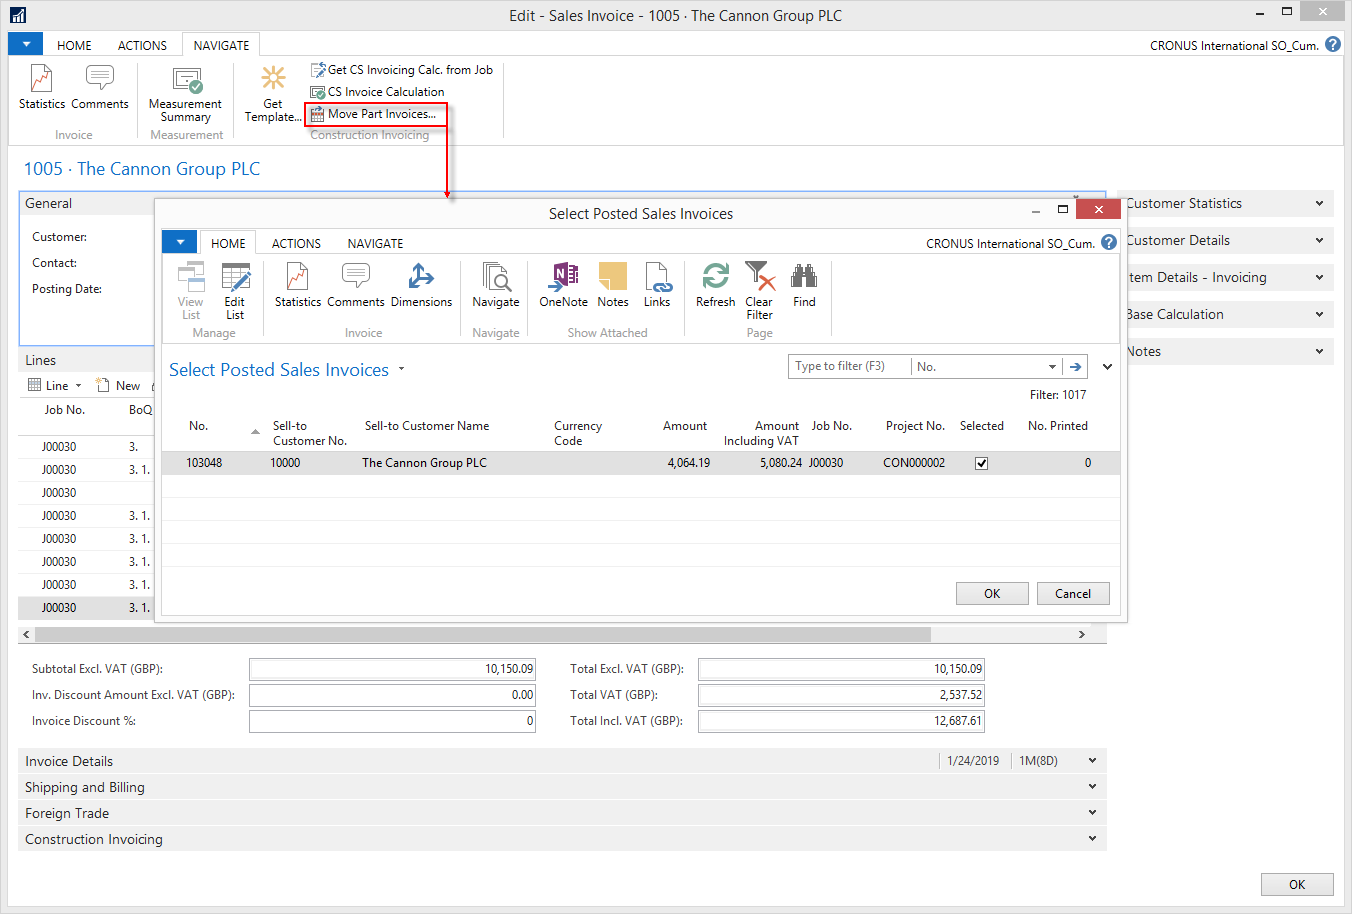 Edit - Sales Invoice - 1005 · The Cannon Group PLC
HOME ACTIONS NAVIGATE
CRONUS International SO_Cum.
Statistics
Comments
Invoice
Measurement
Summary
Measurement
Get
Template...
Get CS Invoicing Calc. from Job
CS Invoice Calculation
Move Part Invoices...
Construction Invoicing
1005 · The Cannon Group PLC
General
Customer:
Contact:
Posting Date:
Lines
Line New
Job No. BoQ
J00030 3.
J00030 3. 1.
J00030
J00030 3. 1.
J00030 3. 1.
J00030 3. 1.
J00030 3. 1.
J00030 3. 1.
Select Posted Sales Invoices
HOME ACTIONS NAVIGATE
CRONUS International SO_Cum.
View
List
Edit
List
Manage
Statistics
Comments
Dimensions
Invoice
Navigate
Navigate
OneNote
Notes
Links
Show Attached
Refresh
Clear
Filter
Find
Page
Select Posted Sales Invoices
Type to filter (F3) No.
Filter: 1017
No. Sell-to Customer No. Sell-to Customer Name Currency Code Amount Amount Including VAT Job No. Project No. Selected No. Printed
103048 10000 The Cannon Group PLC 4,064.19 5,080.24 J00030 CON000002 0
OK Cancel
Customer Statistics
Customer Details
tem Details - Invoicing
Base Calculation
Notes
Subtotal Excl. VAT (GBP): 10,150.09 Total Excl. VAT (GBP): 10,150.09
Inv. Discount Amount Excl. VAT (GBP): 0.00 Total VAT (GBP): 2,537.52
Invoice Discount %: 0 Total Incl. VAT (GBP): 12,687.61
Invoice Details 1/24/2019 1M(8D)
Shipping and Billing
Foreign Trade
Construction Invoicing
OK